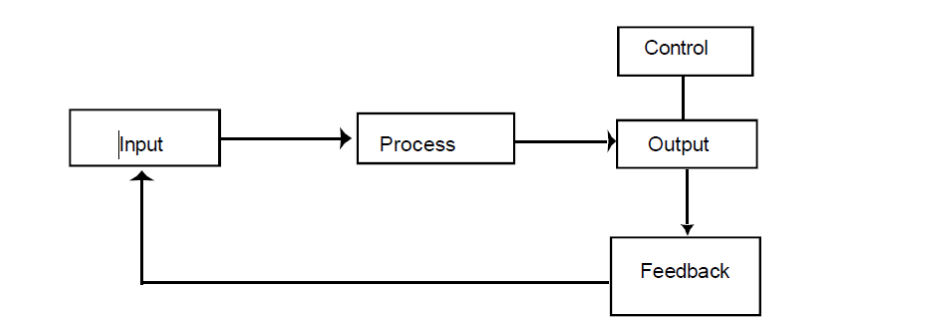 Control
Input
Process
Output
Feedback